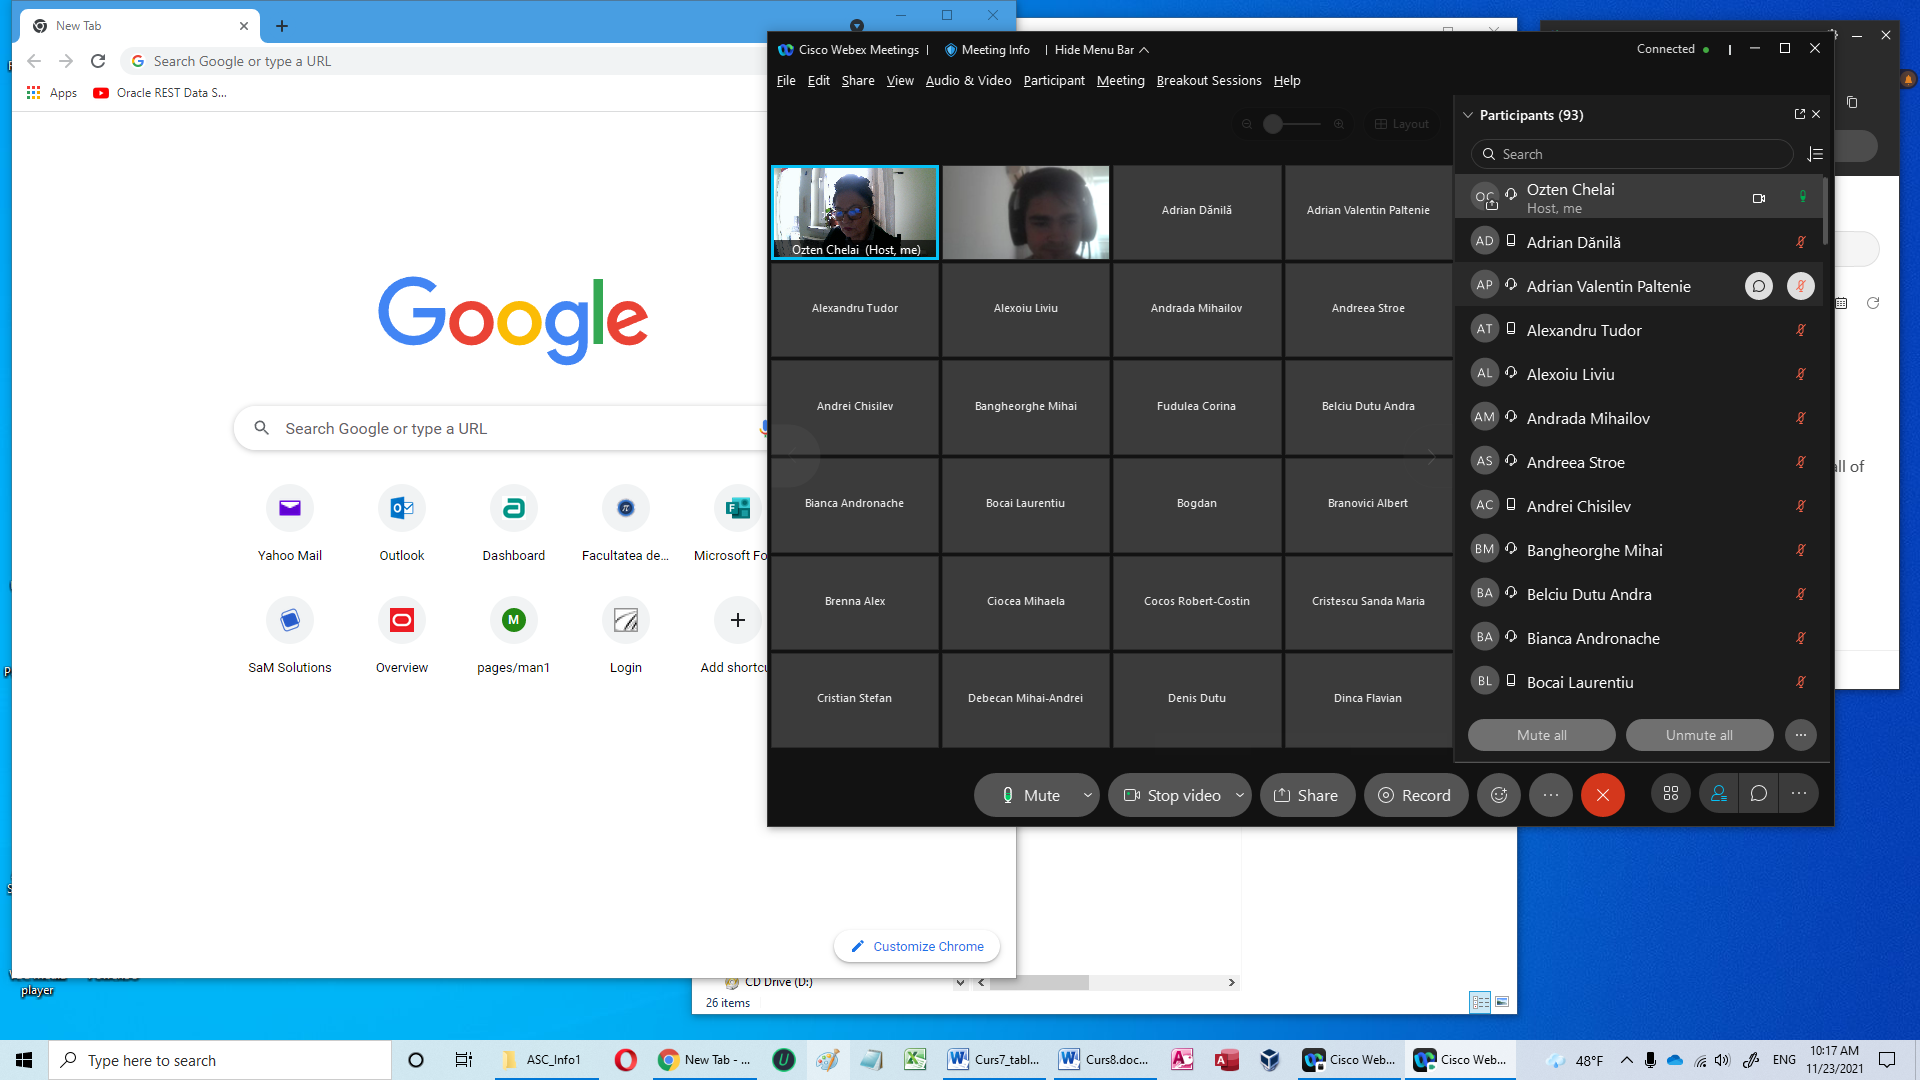 New Tab
Search Google or type a URL
Apps
Oracle REST Data S...
Google
Search Google or type a URL
Yahoo Mail
Outlook
Dashboard
Facultatea de...
Microsoft Fo
SaM Solutions
Overview
pages/man1
Login
Add shortcu
Customize Chrome
Cisco Webex Meetings
Meeting Info
Hide Menu Bar
Connected
File Edit Share View Audio & Video Participant Meeting Breakout Sessions Help
Layout
Ozten Chelai (Host, me)
Adrian Dănilă
Adrian Valentin Paltenie
Alexandru Tudor
Alexoiu Liviu
Andrada Mihailov
Andreea Stroe
Andrei Chisilev
Bangheorghe Mihai
Fudulea Corina
Belciu Dutu Andra
Bianca Andronache
Bocai Laurentiu
Bogdan
Branovici Albert
Brenna Alex
Ciocea Mihaela
Cocos Robert-Costin
Cristescu Sanda Maria
Cristian Stefan
Debecan Mihai-Andrei
Denis Dutu
Dinca Flavian
Participants (93)
Search
OC Ozten Chelai
Host, me
AD Adrian Dănilă
AP Adrian Valentin Paltenie
AT Alexandru Tudor
AL Alexoiu Liviu
AM Andrada Mihailov
AS Andreea Stroe
AC Andrei Chisilev
BM Bangheorghe Mihai
BA Belciu Dutu Andra
BA Bianca Andronache
BL Bocai Laurentiu
Mute all
Unmute all
Mute
Stop video
Share
Record
all of
player
CD Drive (D:)
26 items
Type here to search
ASC_Info1
New Tab - ...
Curs7_tabl...
Curs8.doc...
Cisco Web...
Cisco Web...
48°F
ENG
10:17 AM
11/23/2021